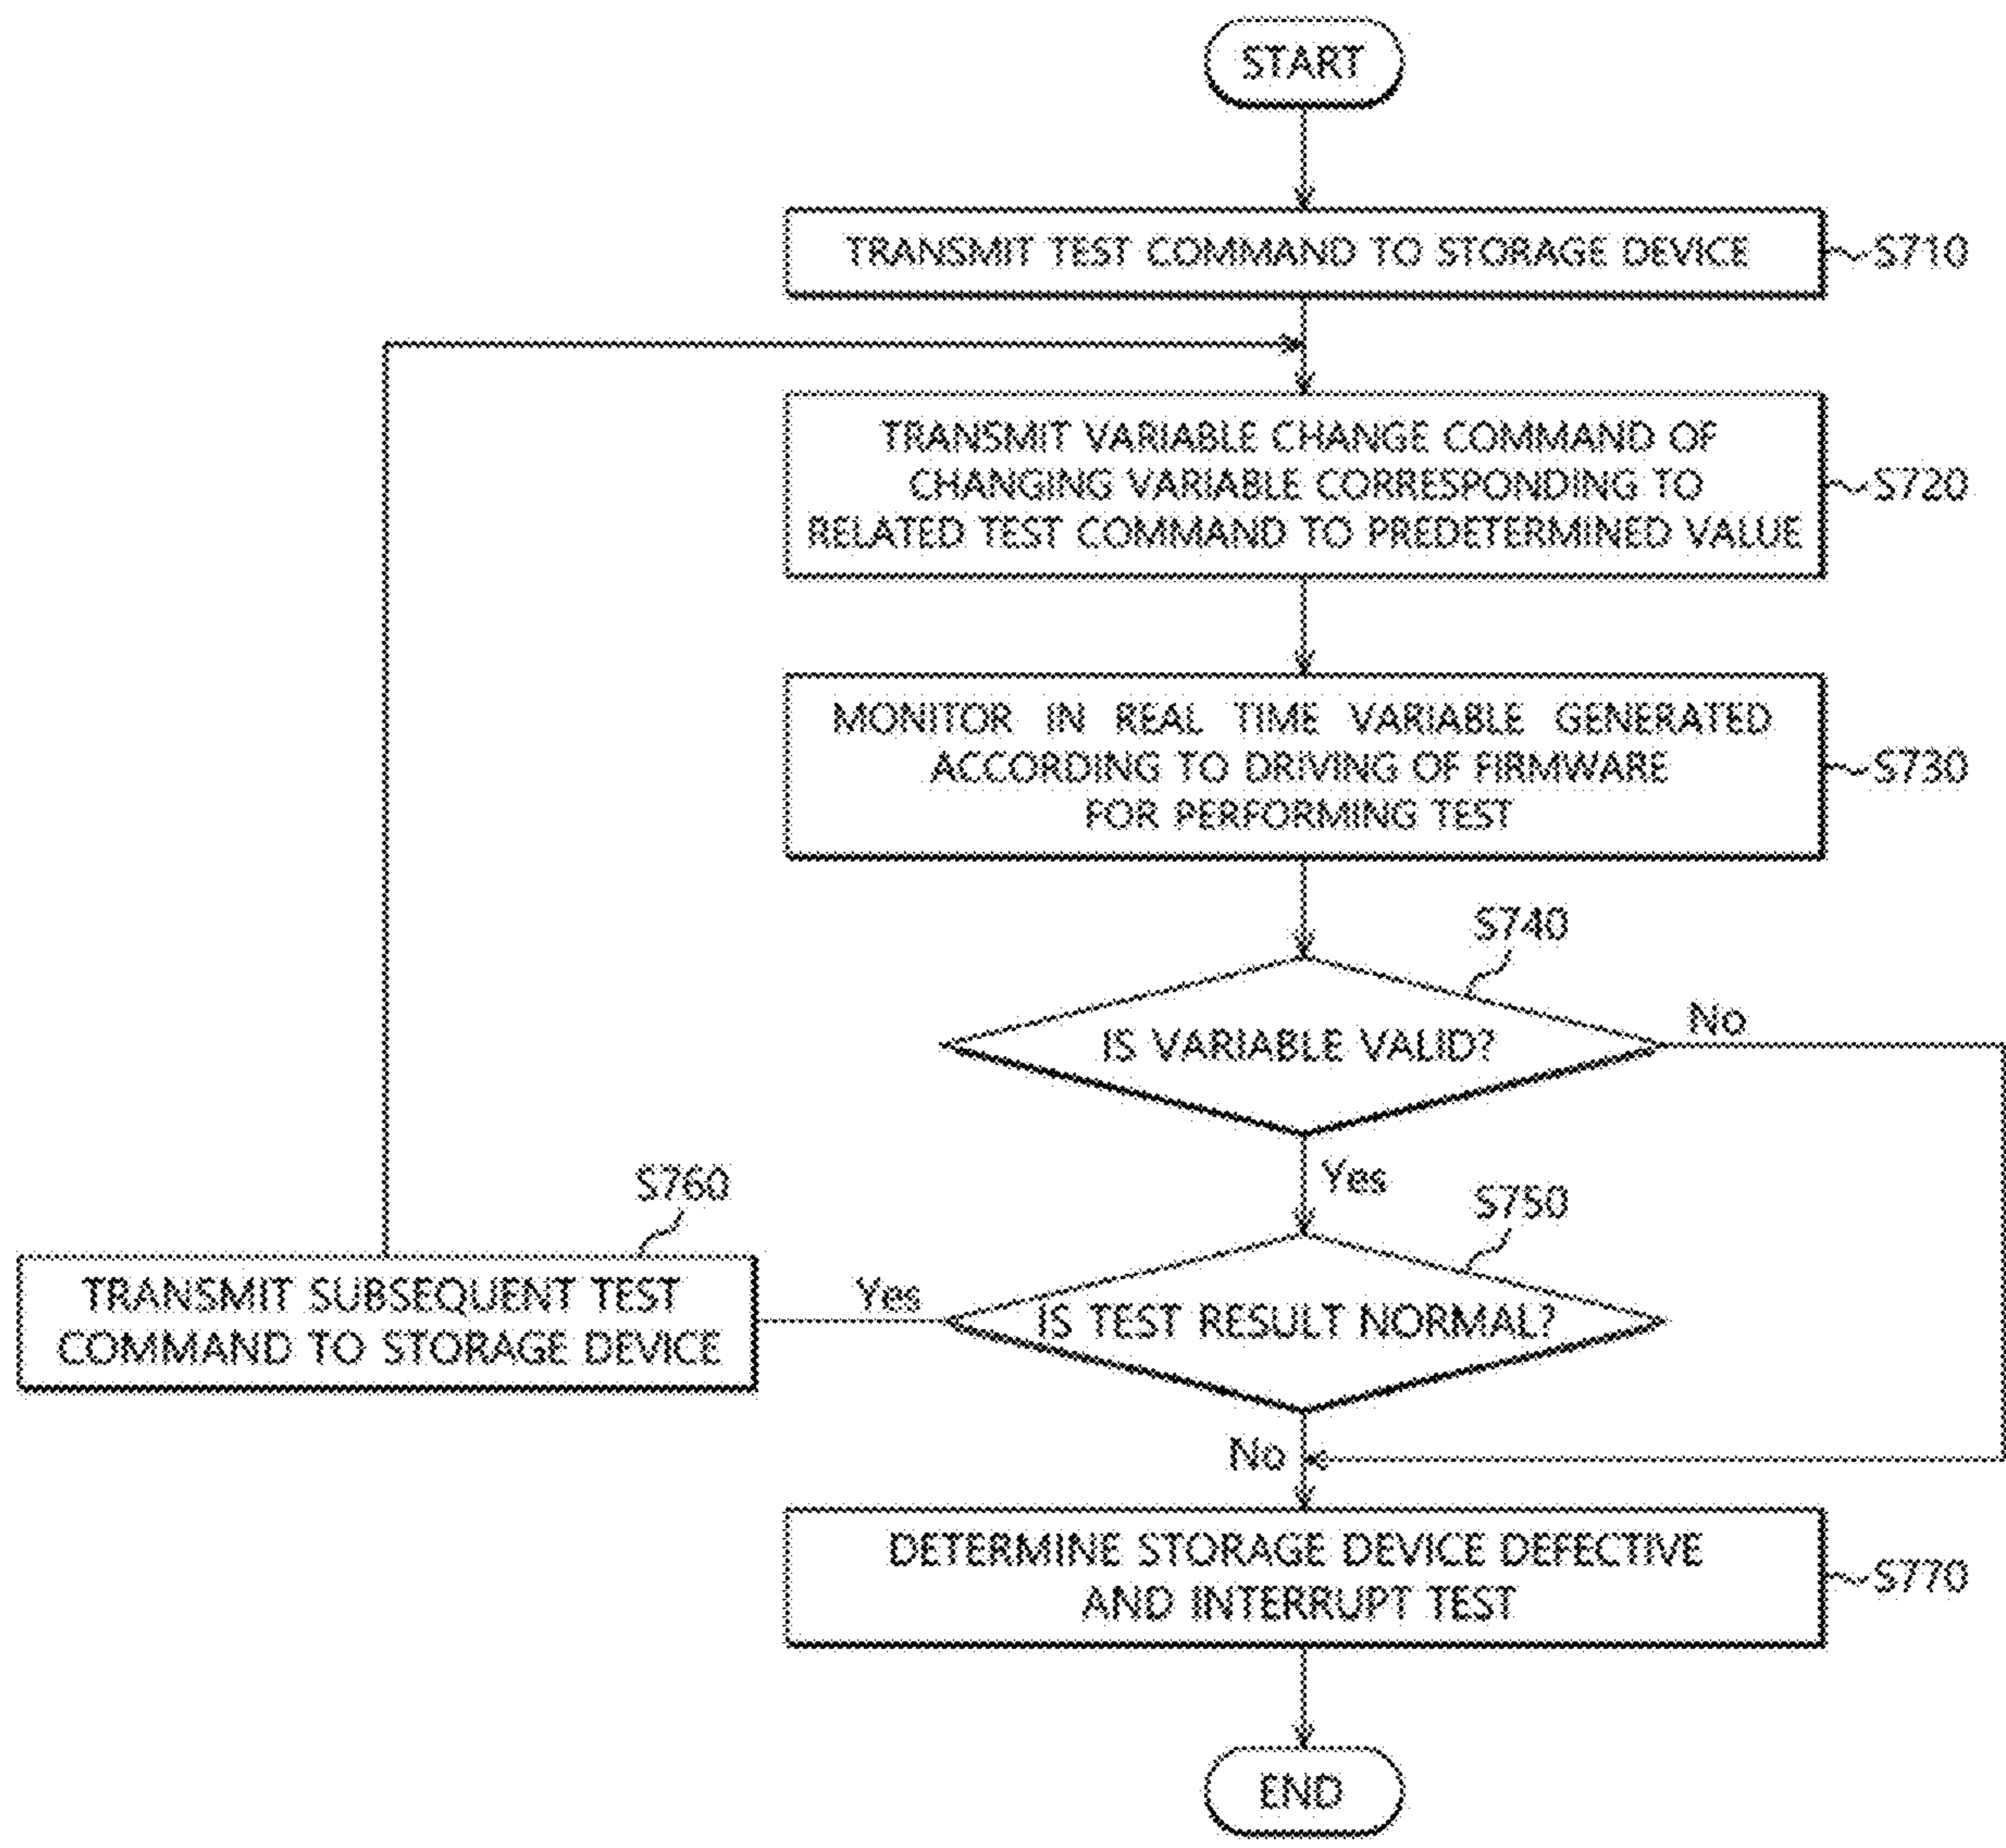 START
TRANSMIT TEST COMMAND TO STORAGE DEVICE
S710
TRANSMIT VARIABLE CHANGE COMMAND OF
CHANGING VARIABLE CORRESPONDING TO
RELATED TEST COMMAND TO PREDETERMINED VALUE
S720
MONITOR IN REAL TIME VARIABLE GENERATED
ACCORDING TO DRIVING OF FIRMWARE
FOR PERFORMING TEST
S730
S740
IS VARIABLE VALID?
No
Yes
S750
IS TEST RESULT NORMAL?
Yes
S760
TRANSMIT SUBSEQUENT TEST
COMMAND TO STORAGE DEVICE
No
DETERMINE STORAGE DEVICE DEFECTIVE
AND INTERRUPT TEST
S770
END